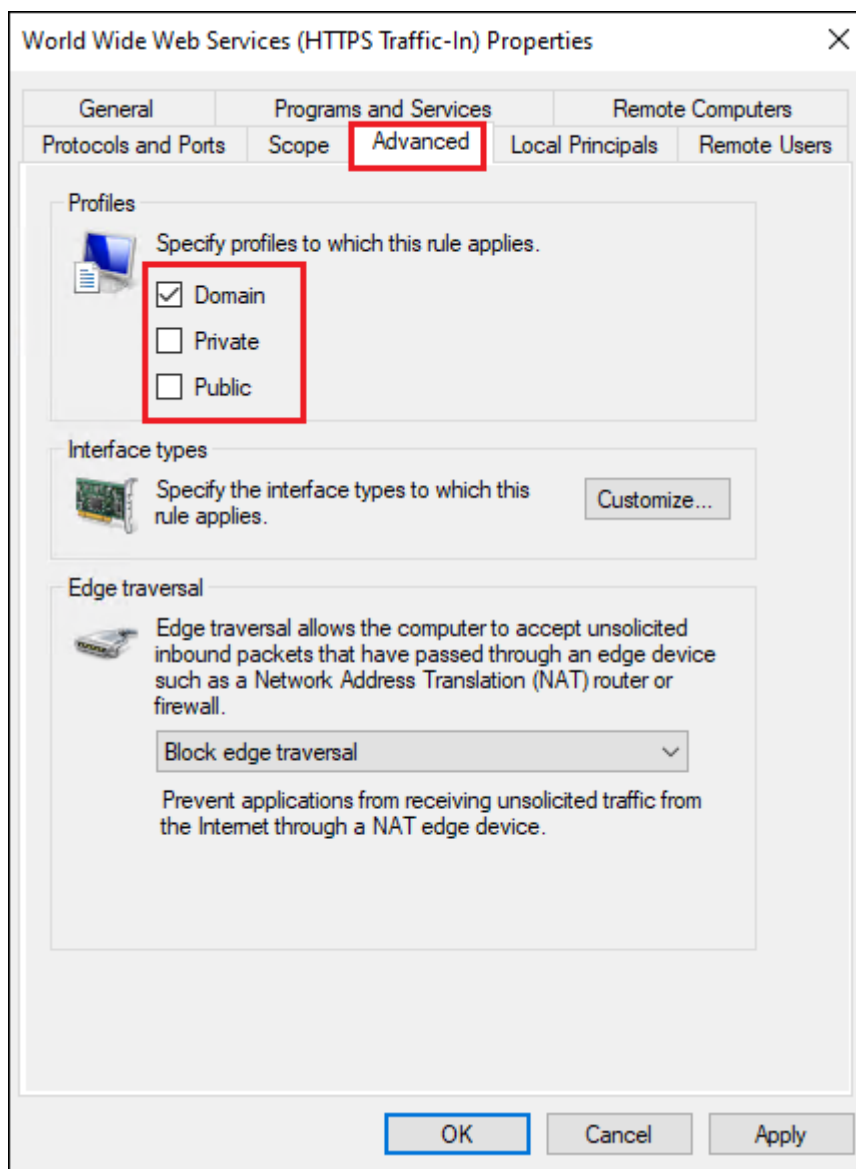 World Wide Web Services (HTTPS Traffic-In) Properties
General Programs and Services Remote Computers
Protocols and Ports Scope Advanced Local Principals Remote Users
Profiles
Specify profiles to which this rule applies.
Domain
Private
Public
Interface types
Specify the interface types to which this
rule applies.
Customize...
Edge traversal
Edge traversal allows the computer to accept unsolicited
inbound packets that have passed through an edge device
such as a Network Address Translation (NAT) router or
firewall.
Block edge traversal
Prevent applications from receiving unsolicited traffic from
the Internet through a NAT edge device.
OK Cancel Apply